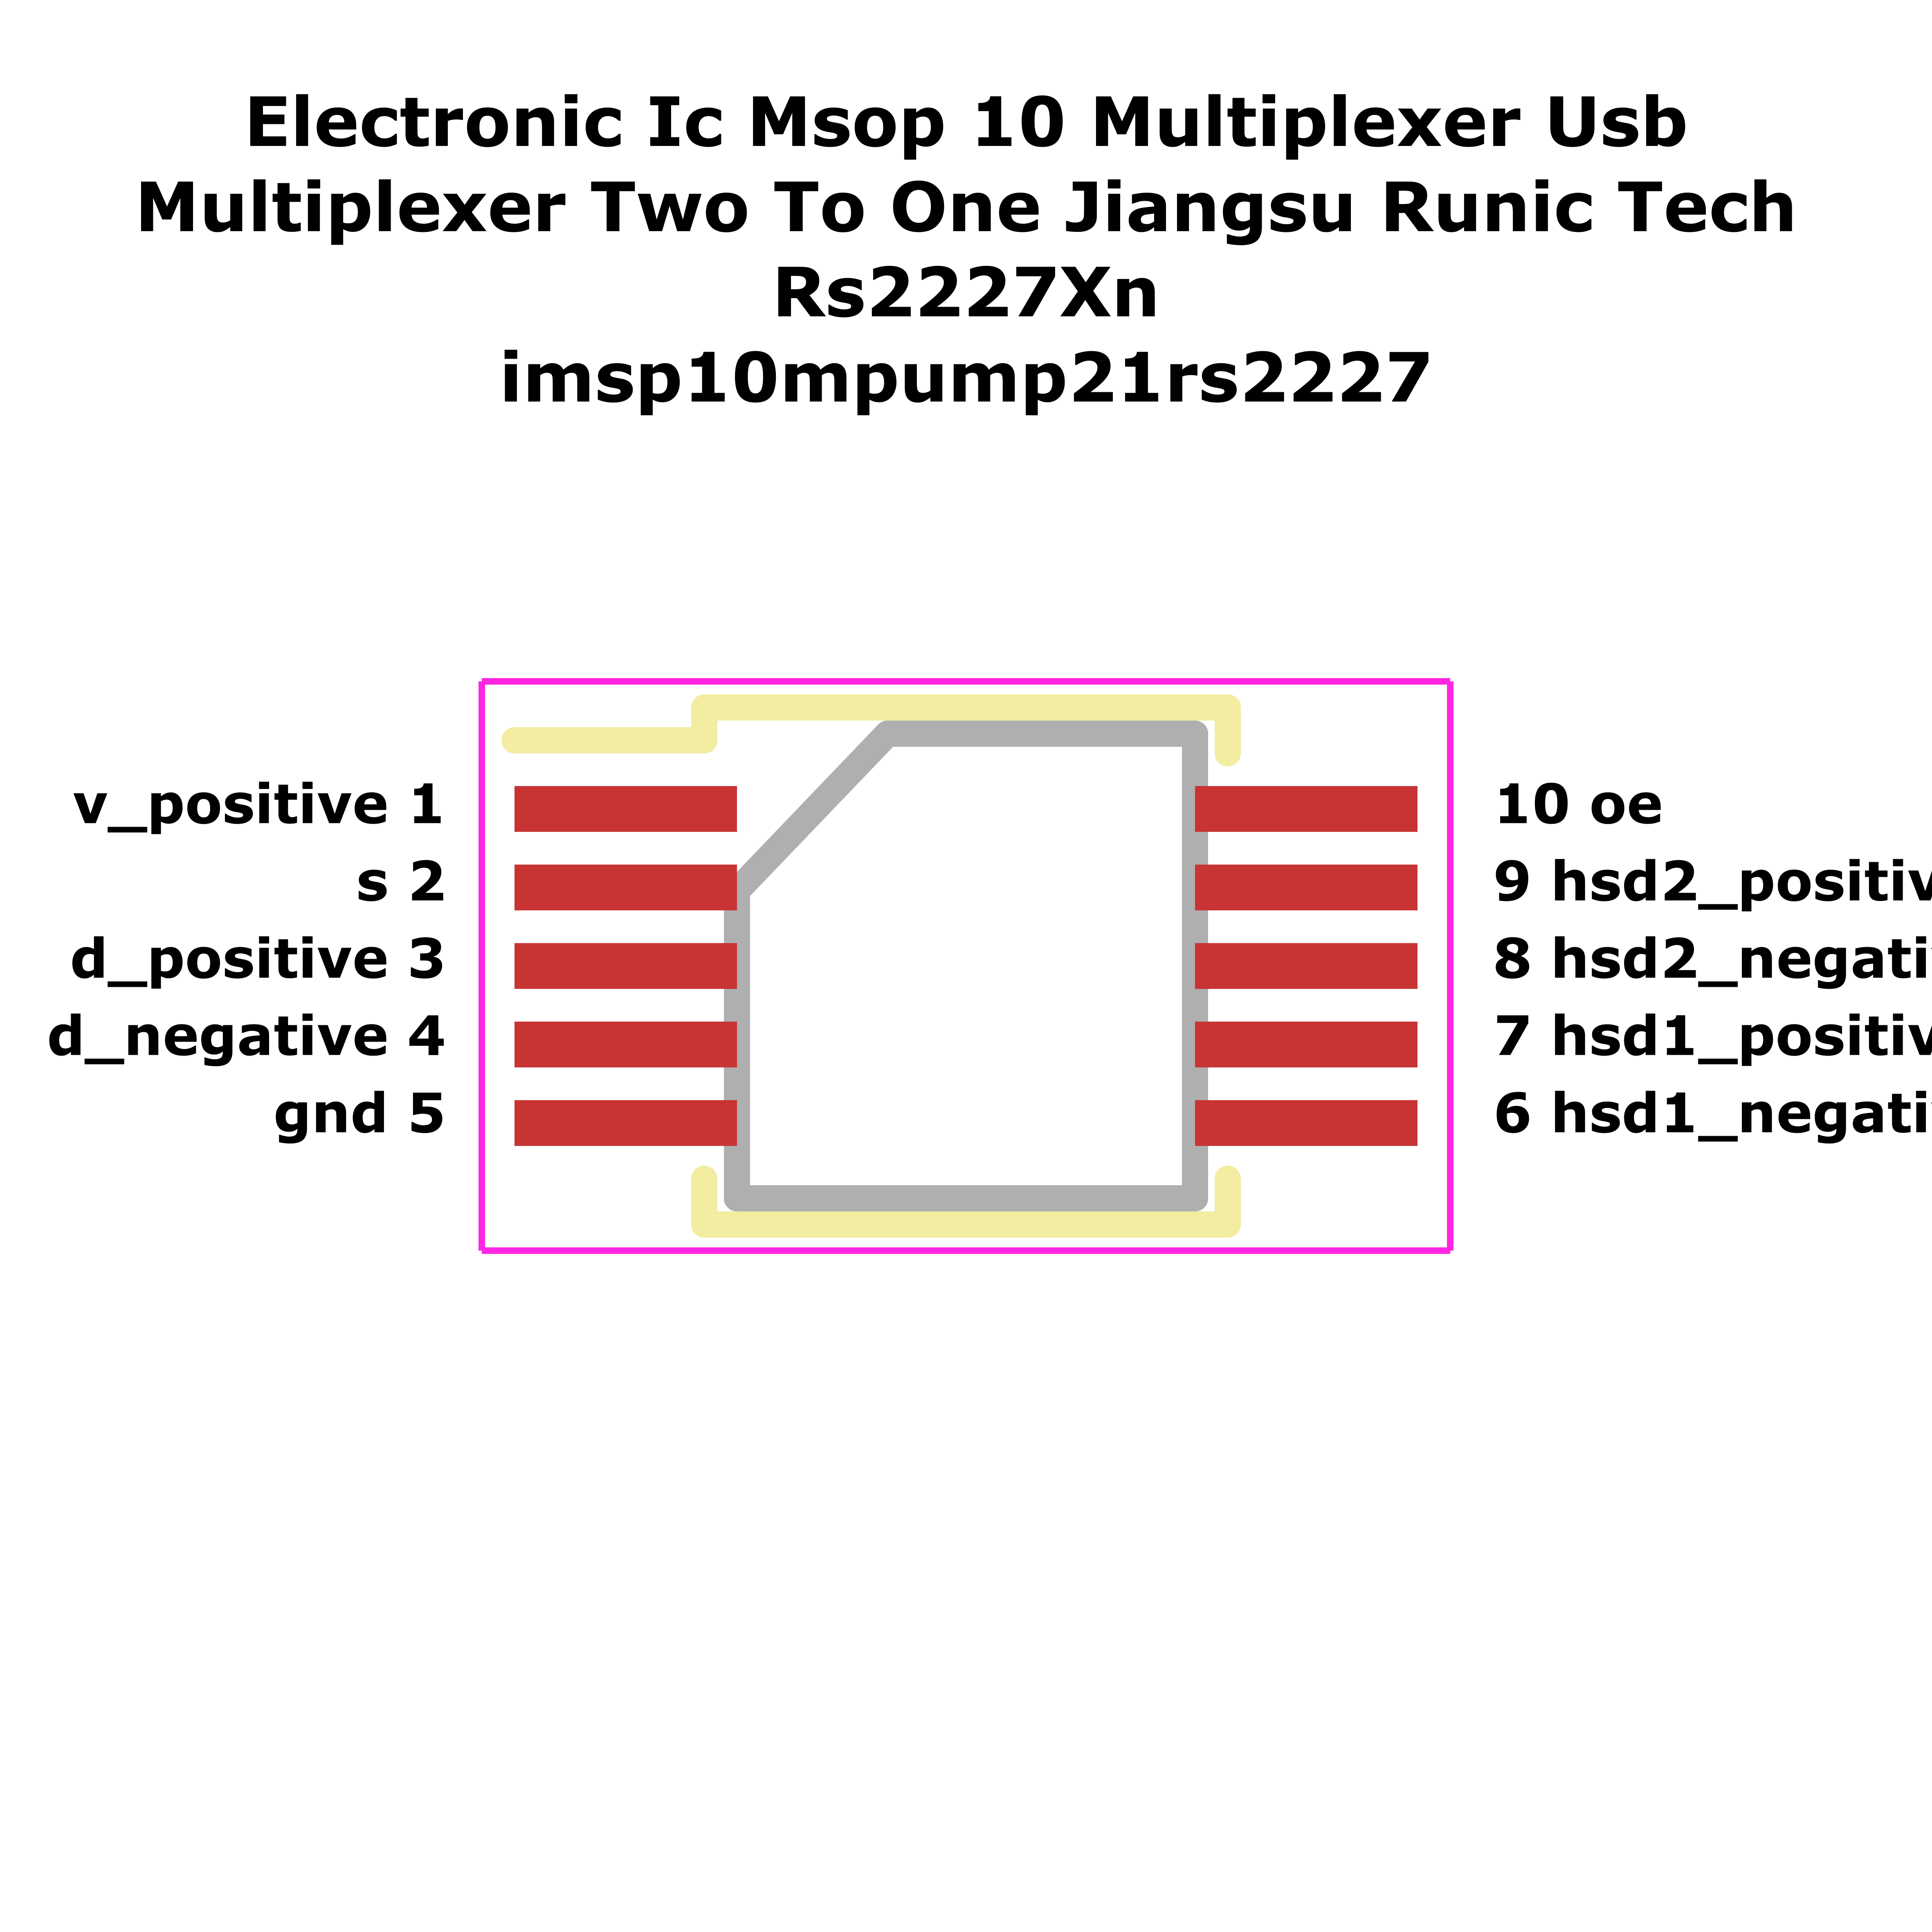 Electronic Ic Msop 10 Multiplexer Usb
Multiplexer Two To One Jiangsu Runic Tech
Rs2227Xn
imsp10mpump21rs2227
v_positive 1
s 2
d_positive 3
d_negative 4
gnd 5
10 oe
9 hsd2_positiv
8 hsd2_negati
7 hsd1_positiv
6 hsd1_negati